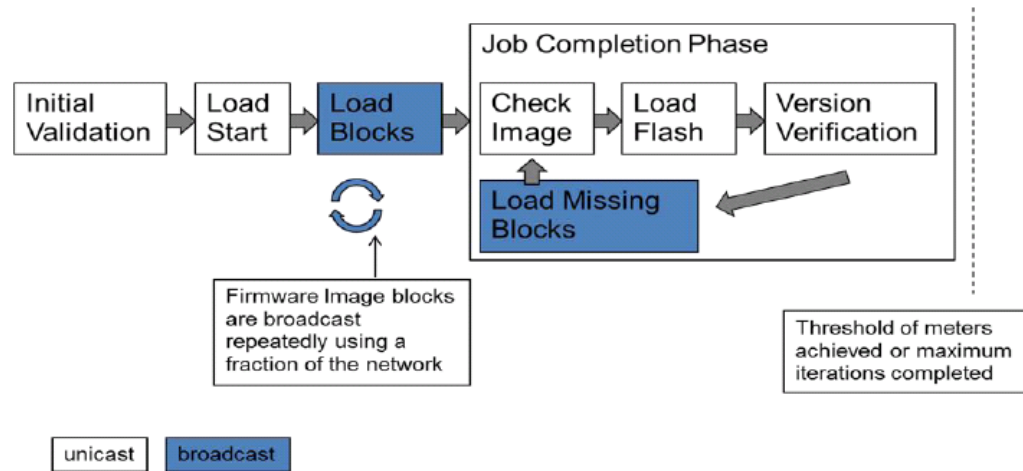 Job Completion Phase
Initial
Validation
Load
Start
Load
Blocks
Check
Image
Load
Flash
Version
Verification
Load Missing
Blocks
Firmware Image blocks
are broadcast
repeatedly using a
fraction of the network
Threshold of meters
achieved or maximum
iterations completed
unicast
broadcast